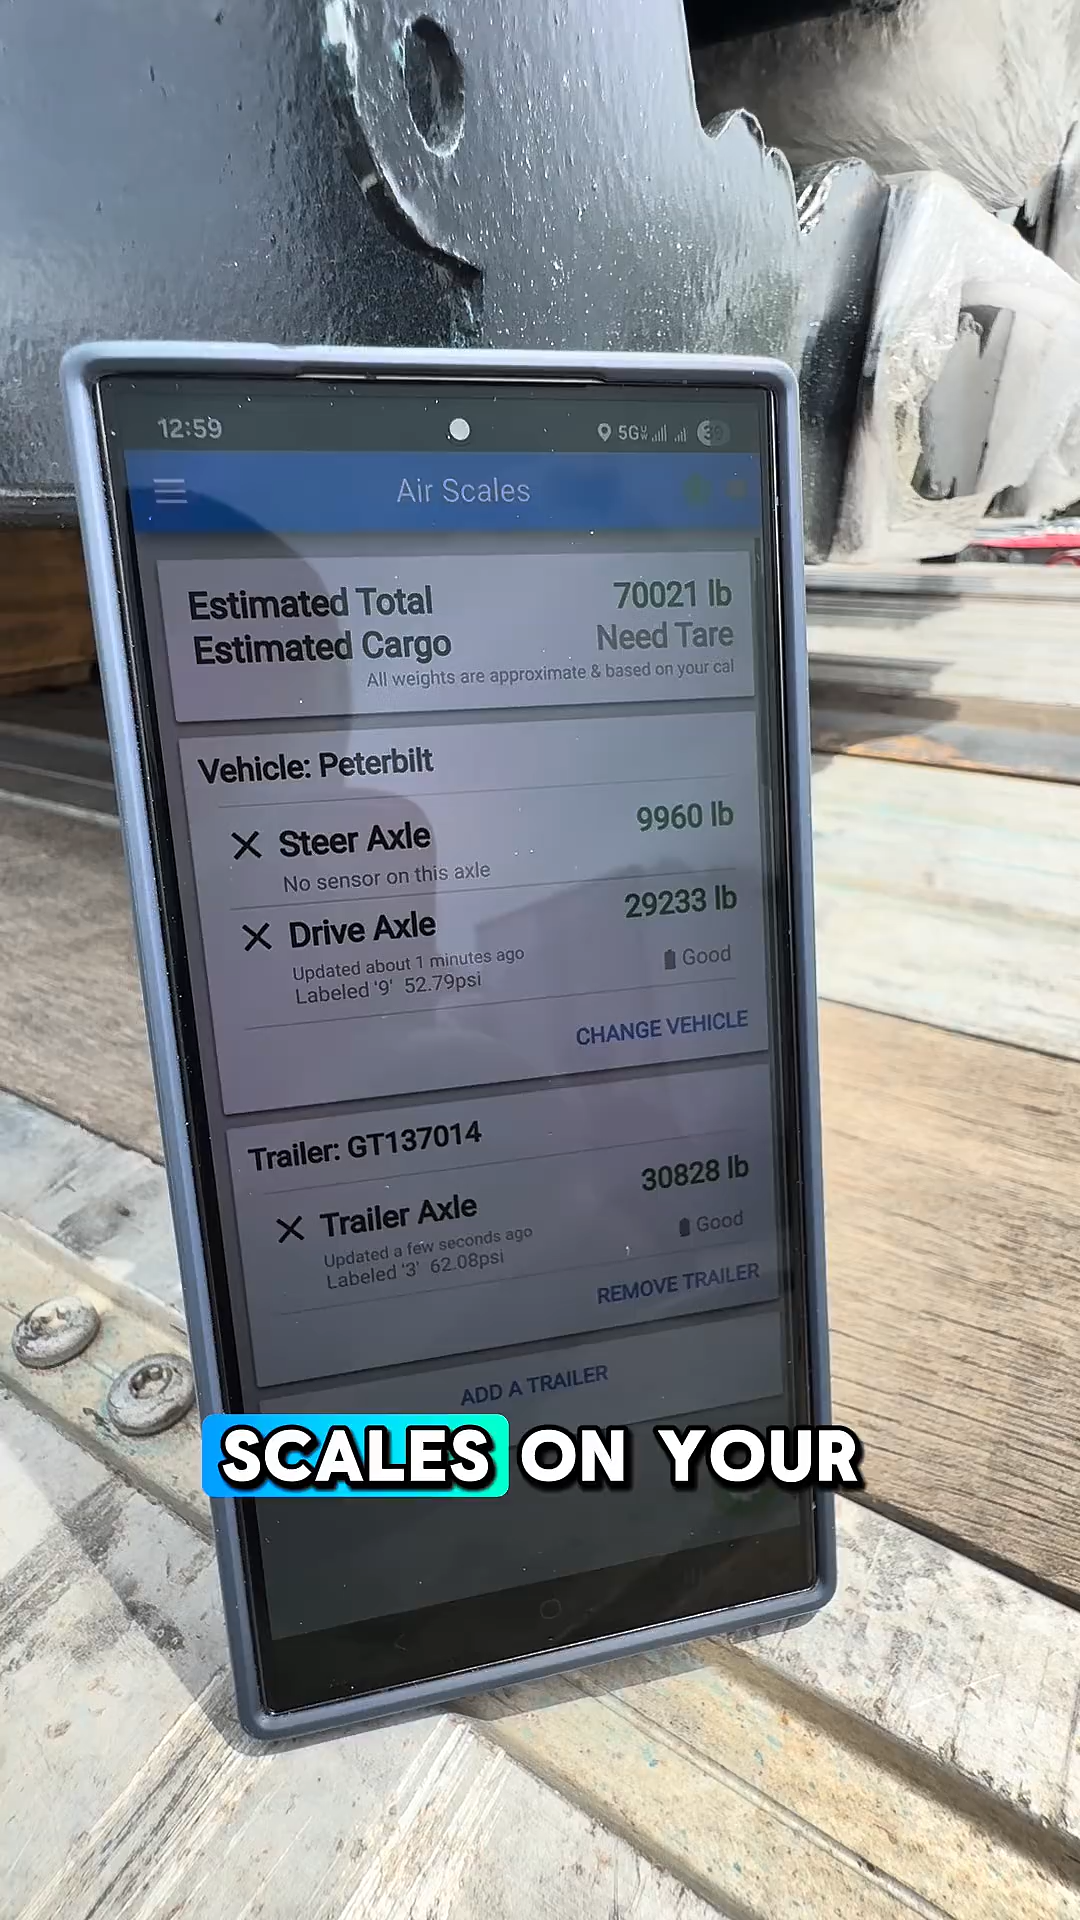 12:59
5G
Air Scales
Estimated Total 70021 lb
Estimated Cargo Need Tare
All weights are approximate & based on your cal
Vehicle: Peterbilt
Steer Axle 9960 lb
No sensor on this axle
Drive Axle 29233 lb
Updated about 1 minutes ago
Labeled '9' 52.79psi Good
CHANGE VEHICLE
Trailer: GT137014
Trailer Axle 30828 lb
Updated a few seconds ago
Labeled '3' 62.08psi Good
REMOVE TRAILER
ADD A TRAILER
SCALES ON YOUR